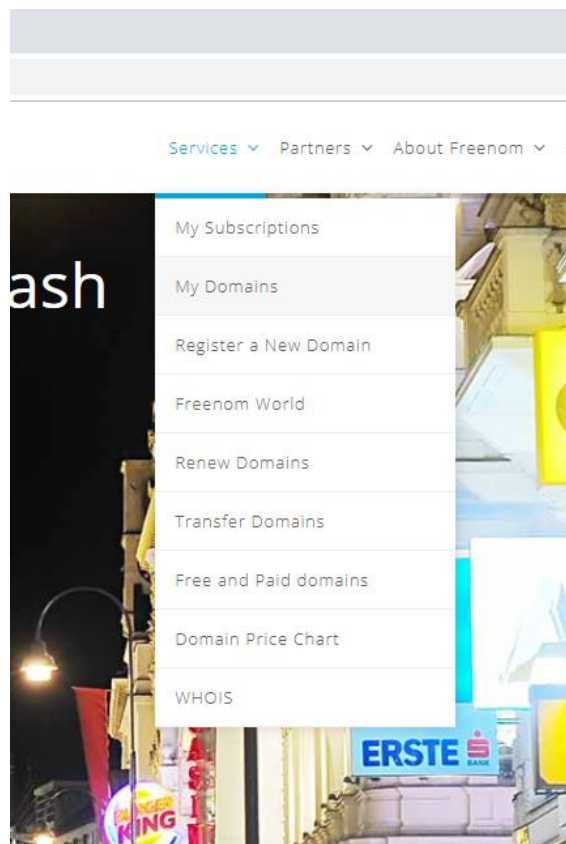 Services Partners About Freenom
My Subscriptions
ash
My Domains
Register a New Domain
Freenom World
Renew Domains
Transfer Domains
Free and Paid domains
Domain Price Chart
WHOIS
ERSTE
BANK
BURGER
KING